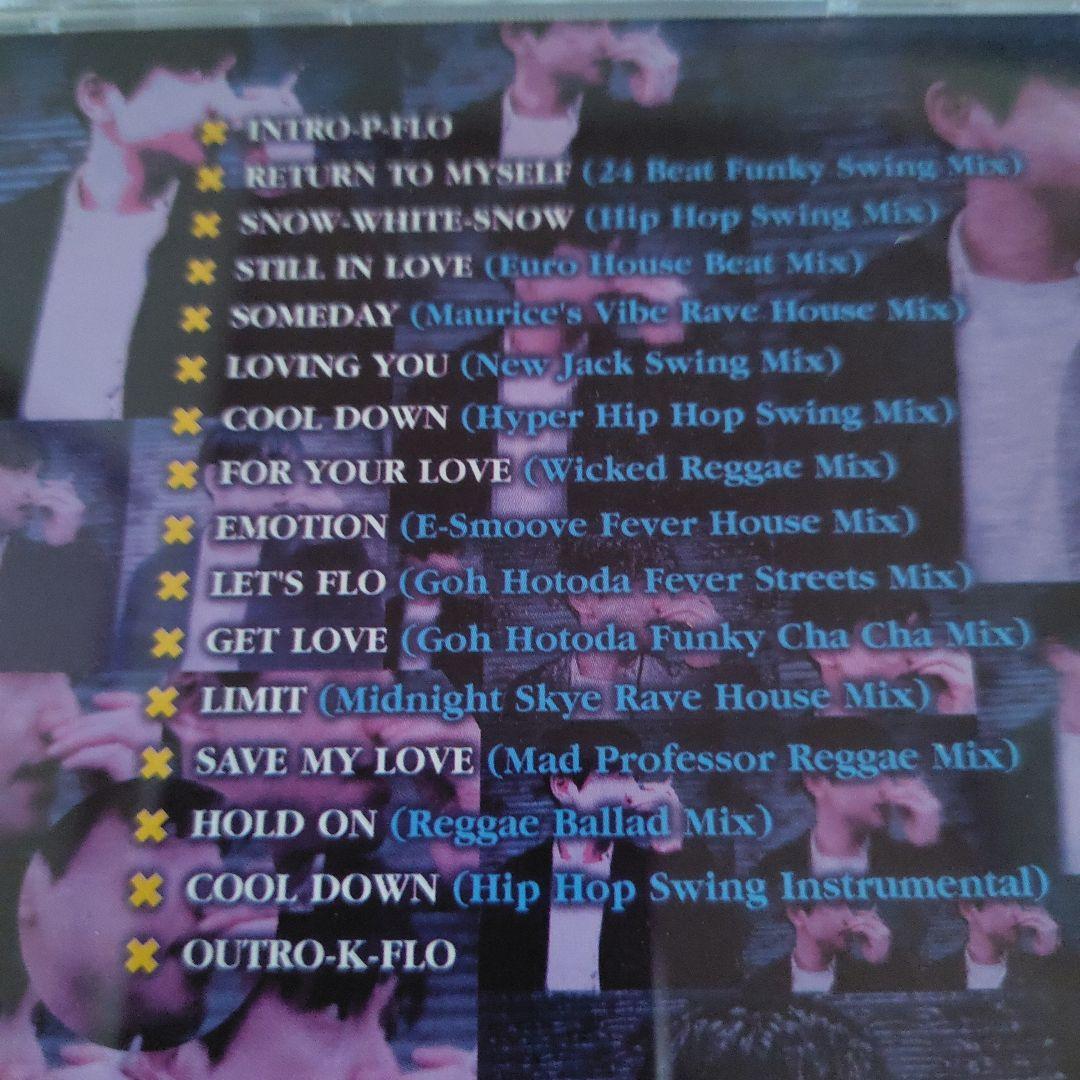 INTRO-P-FLO
RETURN TO MYSELF (24 Beat Funky Swing Mix)
SNOW-WHITE-SNOW (Hip Hop Swing Mix)
STILL IN LOVE (Euro House Beat Mix)
SOMEDAY (Maurice's Vibe Rave House Mix)
LOVING YOU (New Jack Swing Mix)
COOL DOWN (Hyper Hip Hop Swing Mix)
FOR YOUR LOVE (Wicked Reggae Mix)
EMOTION (E-Smoove Fever House Mix)
LET'S FLO (Goh Hotoda Fever Streets Mix)
GET LOVE (Goh Hotoda Funky Cha Cha Mix)
LIMIT (Midnight Skye Rave House Mix)
SAVE MY LOVE (Mad Professor Reggae Mix)
HOLD ON (Reggae Ballad Mix)
COOL DOWN (Hip Hop Swing Instrumental)
OUTRO-K-FLO